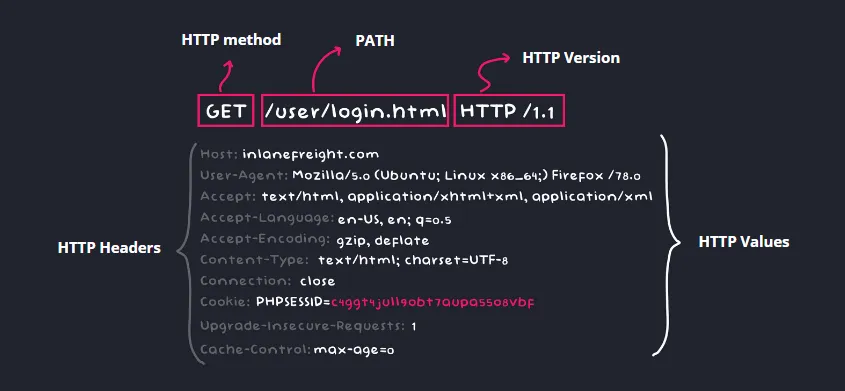 HTTP method
PATH
HTTP Version
GET /user/login.html HTTP /1.1
Host: inlanefreight.com
User-Agent: Mozilla/5.0 (Ubuntu; Linux x86_64;) Firefox /78.0
Accept: text/html, application/xhtml+xml, application/xml
Accept-Language: en-US, en; q=0.5
Accept-Encoding: gzip, deflate
HTTP Headers
HTTP Values
Content-Type: text/html; charset=UTF-8
Connection: close
Cookie: PHPSESSID=c4ggt4jull9obt7aupa55o8vbf
Upgrade-Insecure-Requests: 1
Cache-Control: max-age=0